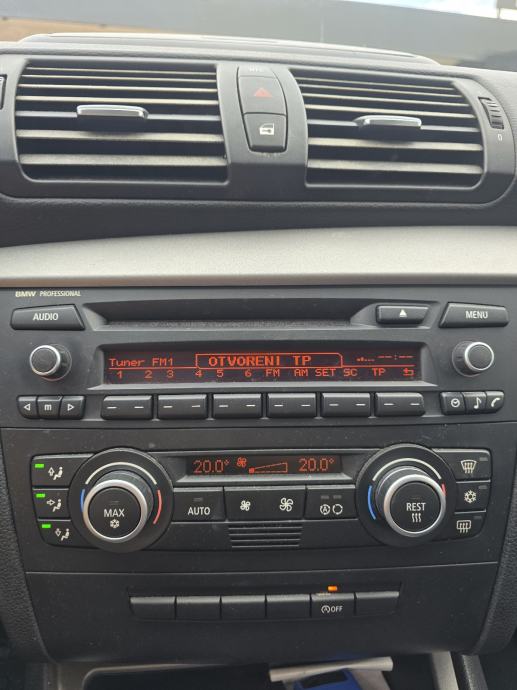 0
BMW PROFESSIONAL
AUDIO
MENU
Tuner FM1 OTVORENI TP --:--
1 2 3 4 5 6 FM AM SET SC TP
m
20.0° 20.0°
MAX
AUTO
REST
OFF